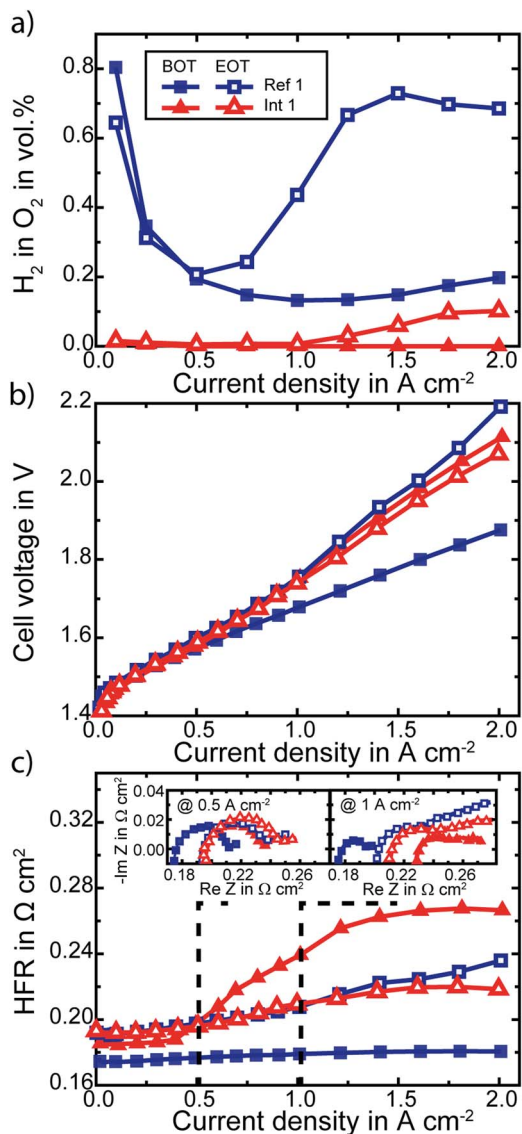 a)
H2 in O2 in vol.%
0.8
0.6
0.4
0.2
0.0
BOT EOT
Ref 1
Int 1
0.0 0.5 1.0 1.5 2.0
Current density in A cm-2
b)
Cell voltage in V
2.2
2.0
1.8
1.6
1.4
0.0 0.5 1.0 1.5 2.0
Current density in A cm-2
c)
HFR in Ω cm2
0.32
0.28
0.24
0.20
0.16
-Im Z in Ω cm2
0.04
0.02
0.00
@ 0.5 A cm-2
@ 1 A cm-2
0.18 0.22 0.26
0.18 0.22 0.26
Re Z in Ω cm2
Re Z in Ω cm2
0.0 0.5 1.0 1.5 2.0
Current density in A cm-2